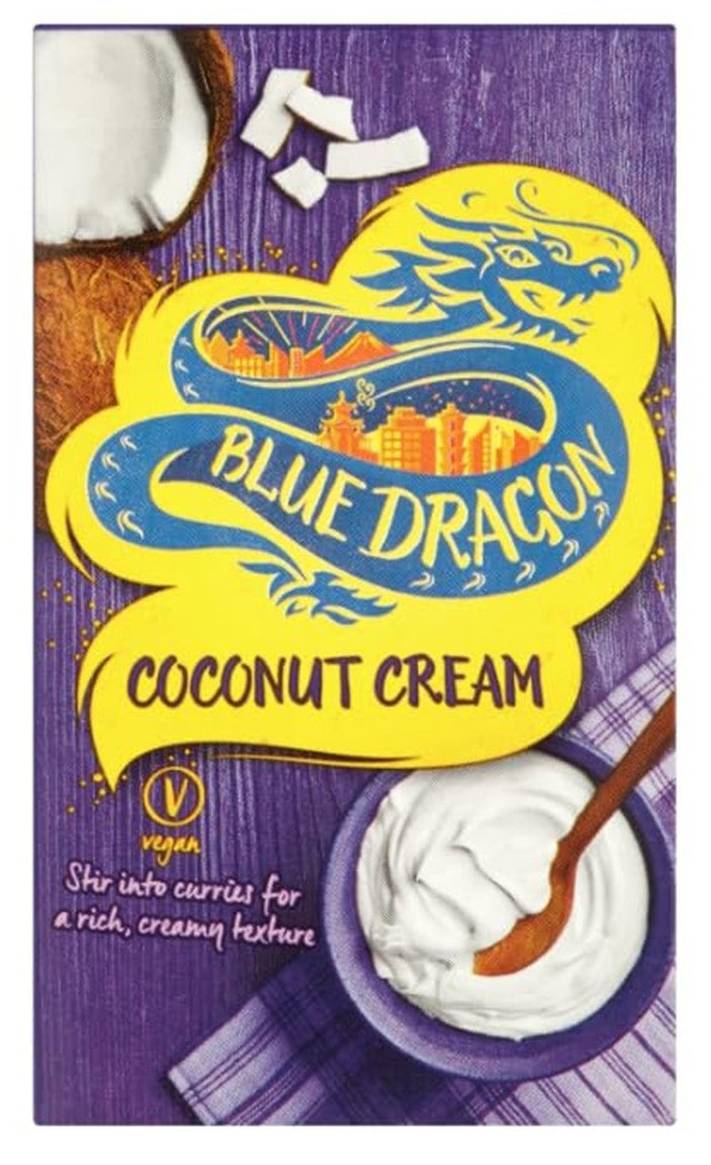 BLUE DRAGON
COCONUT CREAM
V
vegan
Stir into curries for
a rich, creamy texture